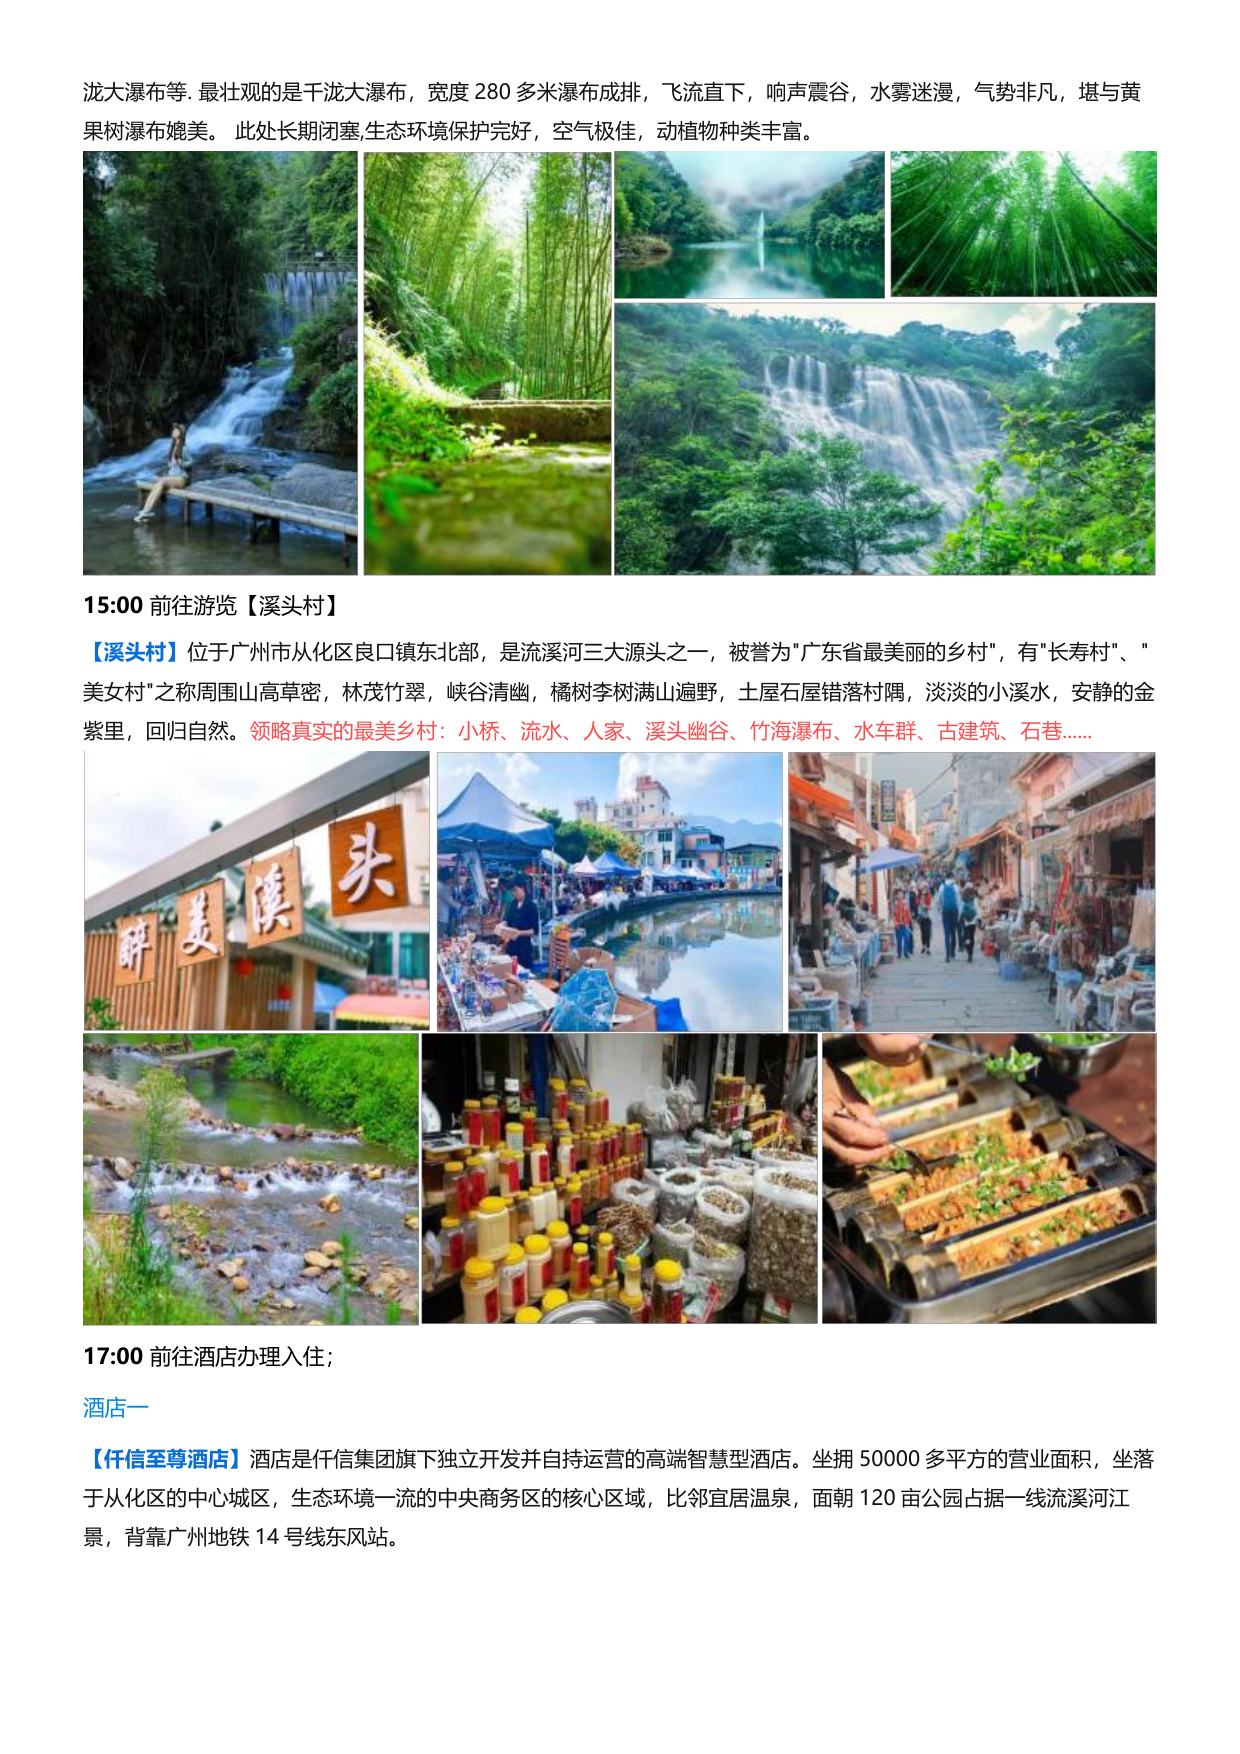 泷大瀑布等. 最壮观的是千泷大瀑布，宽度 280 多米瀑布成排，飞流直下，响声震谷，水雾迷漫，气势非凡，堪与黄
果树瀑布媲美。 此处长期闭塞,生态环境保护完好，空气极佳，动植物种类丰富。
15:00 前往游览【溪头村】
【溪头村】位于广州市从化区良口镇东北部，是流溪河三大源头之一，被誉为"广东省最美丽的乡村"，有"长寿村"、"
美女村"之称周围山高草密，林茂竹翠，峡谷清幽，橘树李树满山遍野，土屋石屋错落村隅，淡淡的小溪水，安静的金
紫里，回归自然。领略真实的最美乡村：小桥、流水、人家、溪头幽谷、竹海瀑布、水车群、古建筑、石巷......
醉美溪头
17:00 前往酒店办理入住；
酒店一
【仟信至尊酒店】酒店是仟信集团旗下独立开发并自持运营的高端智慧型酒店。坐拥 50000 多平方的营业面积，坐落
于从化区的中心城区，生态环境一流的中央商务区的核心区域，比邻宜居温泉，面朝 120 亩公园占据一线流溪河江
景，背靠广州地铁 14 号线东风站。